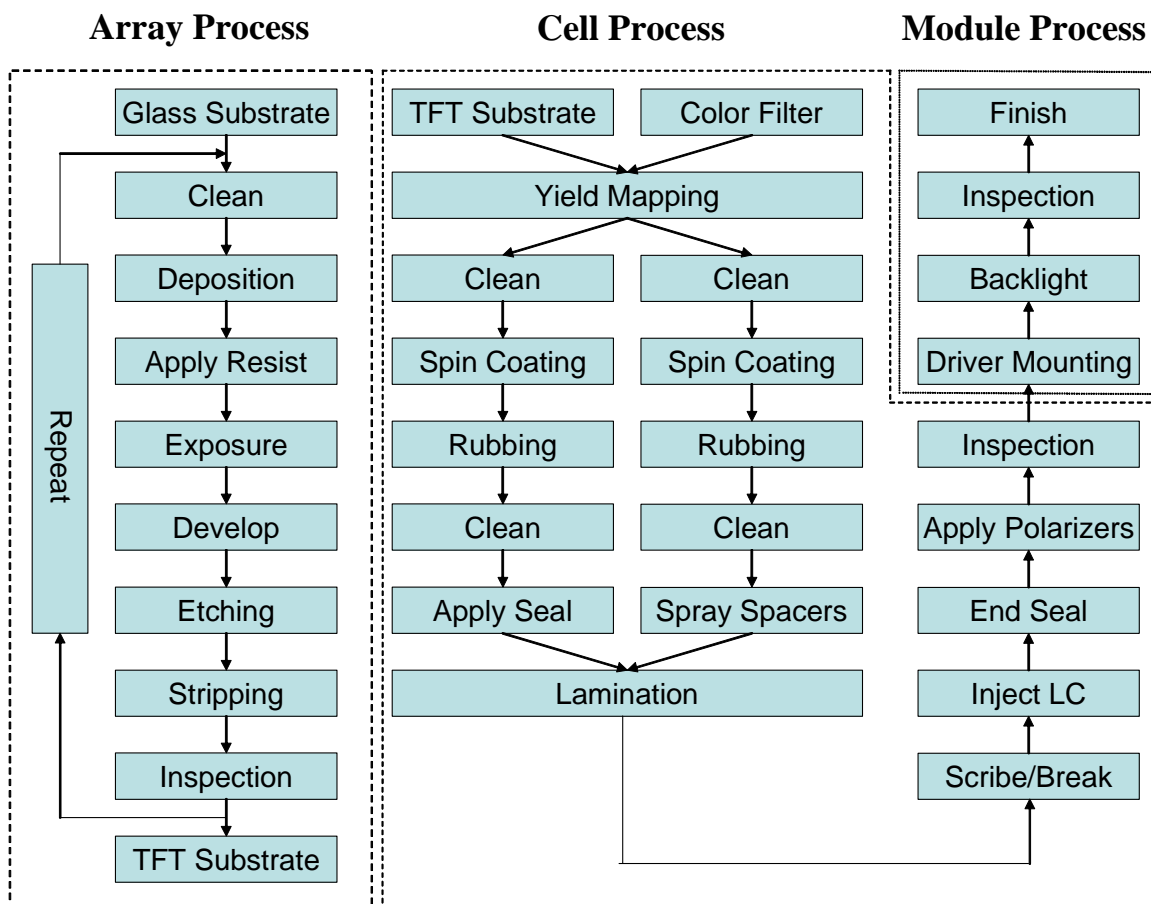 Array Process
Glass Substrate
Clean
Deposition
Apply Resist
Exposure
Develop
Etching
Stripping
Inspection
TFT Substrate
Repeat
Cell Process
TFT Substrate
Color Filter
Yield Mapping
Clean
Clean
Spin Coating
Spin Coating
Rubbing
Rubbing
Clean
Clean
Apply Seal
Spray Spacers
Lamination
Module Process
Finish
Inspection
Backlight
Driver Mounting
Inspection
Apply Polarizers
End Seal
Inject LC
Scribe/Break